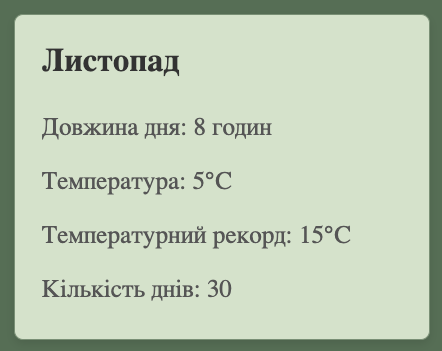 Листопад
Довжина дня: 8 годин
Температура: 5°C
Температурний рекорд: 15°C
Кількість днів: 30